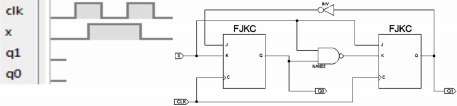 clk
x
q1
q0
INV
FJKC
FJKC
J
K
C
Q
J
K
C
Q
X
NAND2
Q0
Q1
CLK